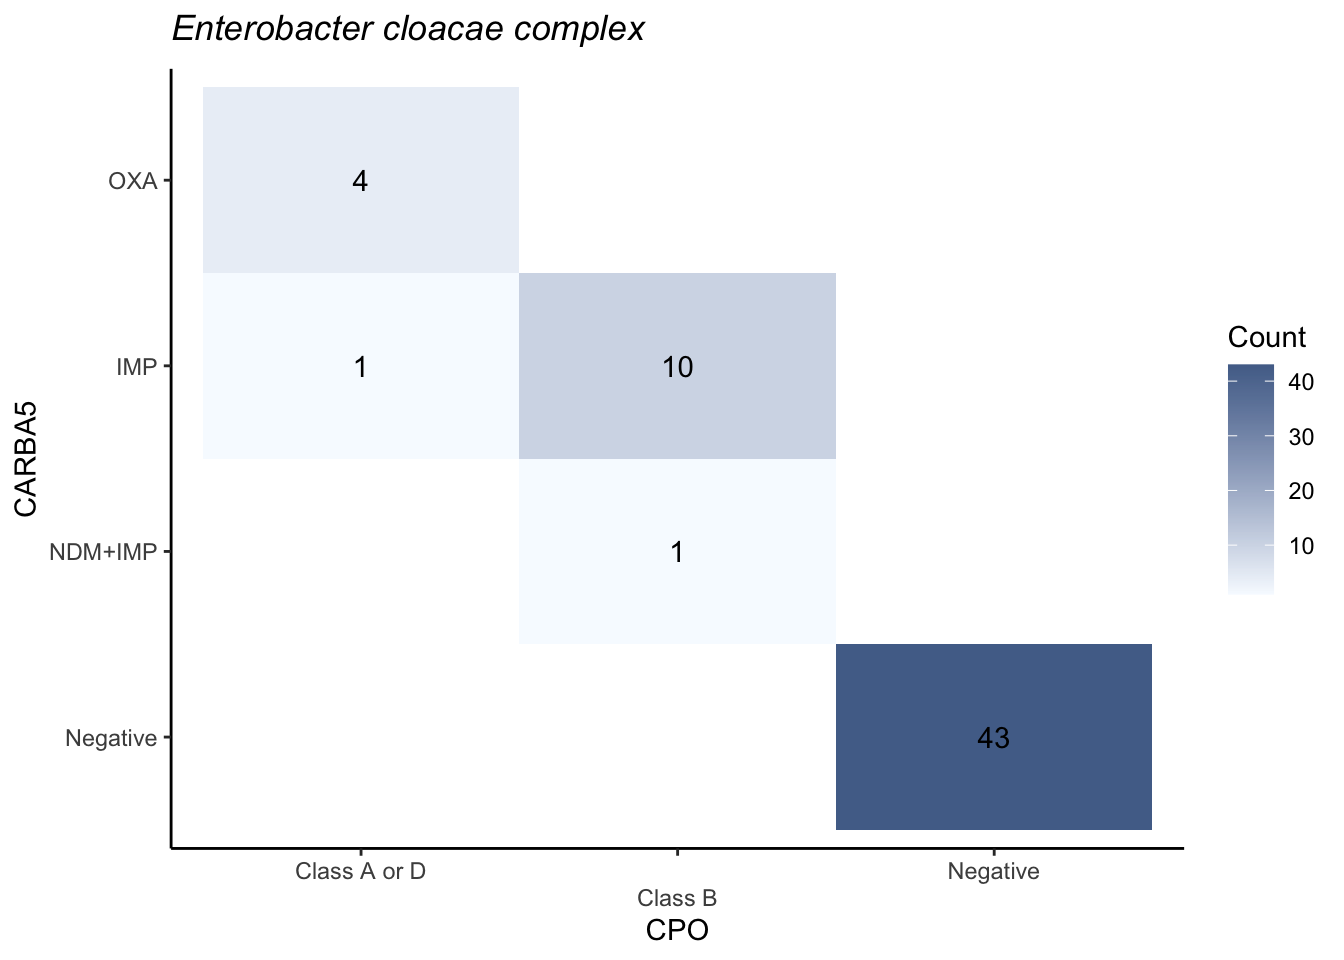 Enterobacter cloacae complex
OXA
4
IMP
1
10
NDM+IMP
1
Negative
43
CARBA5
Class A or D
Class B
Negative
CPO
Count
40
30
20
10